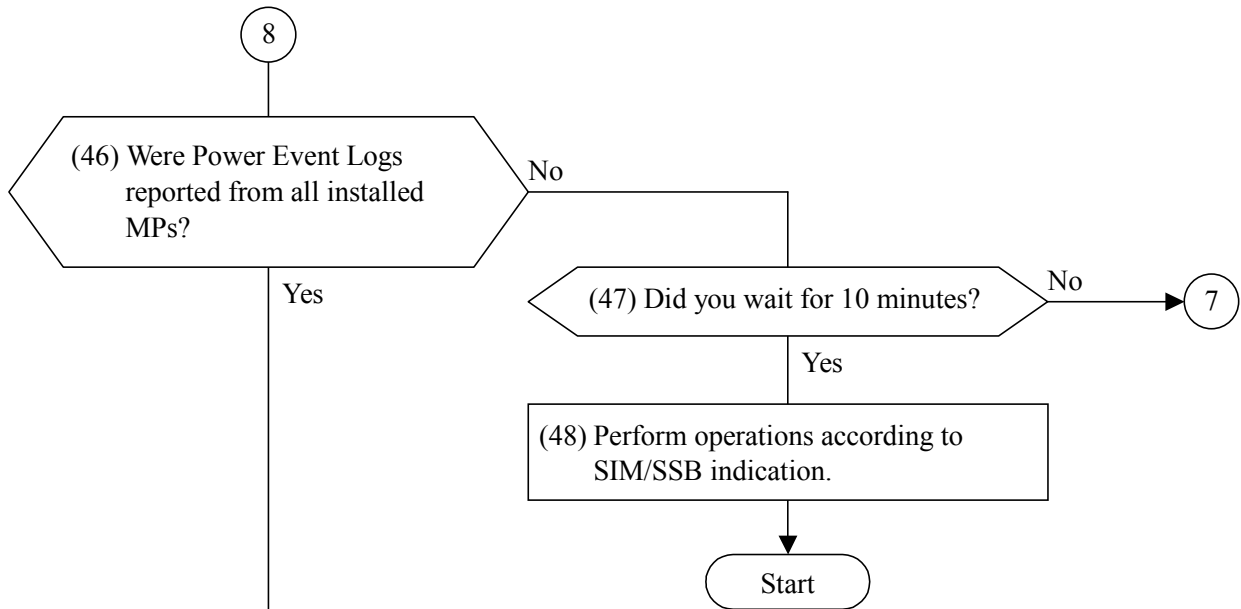 8
(46) Were Power Event Logs
reported from all installed
MPs?
No
Yes
(47) Did you wait for 10 minutes?
No
7
Yes
(48) Perform operations according to
SIM/SSB indication.
Start